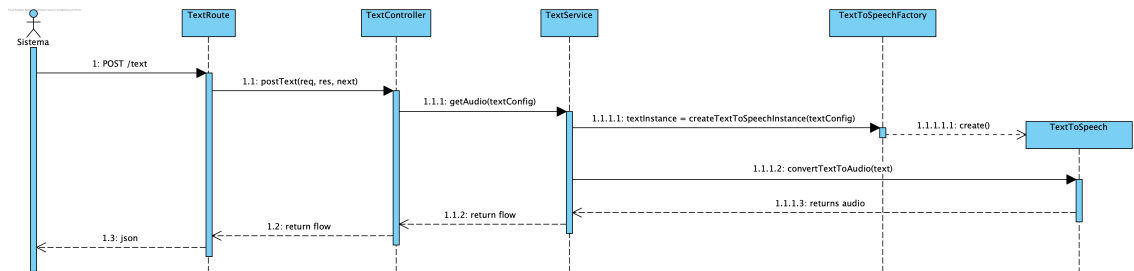 TextRoute
TextController
TextService
TextToSpeechFactory
Sistema
1: POST /text
1.1: postText(req, res, next)
1.1.1: getAudio(textConfig)
1.1.1.1: textInstance = createTextToSpeechInstance(textConfig)
1.1.1.1.1: create()
TextToSpeech
1.1.1.2: convertTextToAudio(text)
1.1.1.3: returns audio
1.1.2: return flow
1.2: return flow
1.3: json